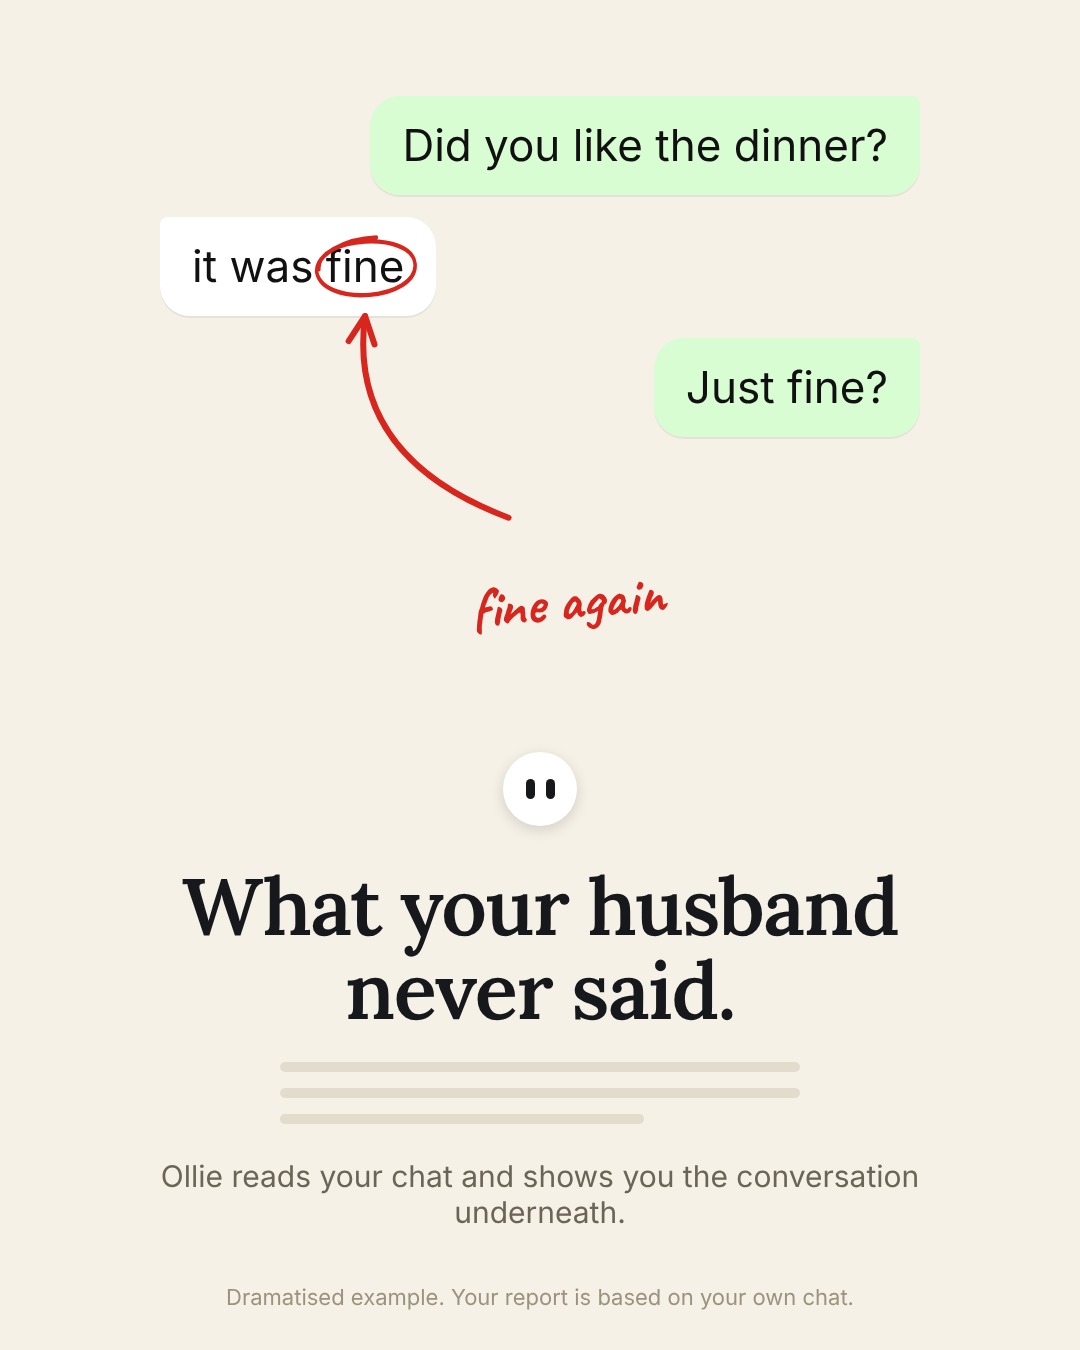 Did you like the dinner?
it was fine
Just fine?
fine again
What your husband
never said.
Ollie reads your chat and shows you the conversation
underneath.
Dramatised example. Your report is based on your own chat.